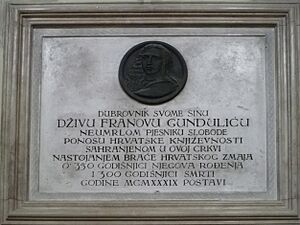 DUBROVNIK SVOME SINU
DŽIVU FRANOVU GUNDULIĆU
NEUMRLOM PJESNIKU SLOBODE
PONOSU HRVATSKE KNJIŽEVNOSTI
SAHRANJENOM U OVOJ CRKVI
NASTOJANJEM BRAĆE HRVATSKOG ZMAJA
O 350 GODIŠNJICI NJEGOVA ROĐENJA
I 300 GODIŠNJICI SMRTI
GODINE MCMXXXIX POSTAVI